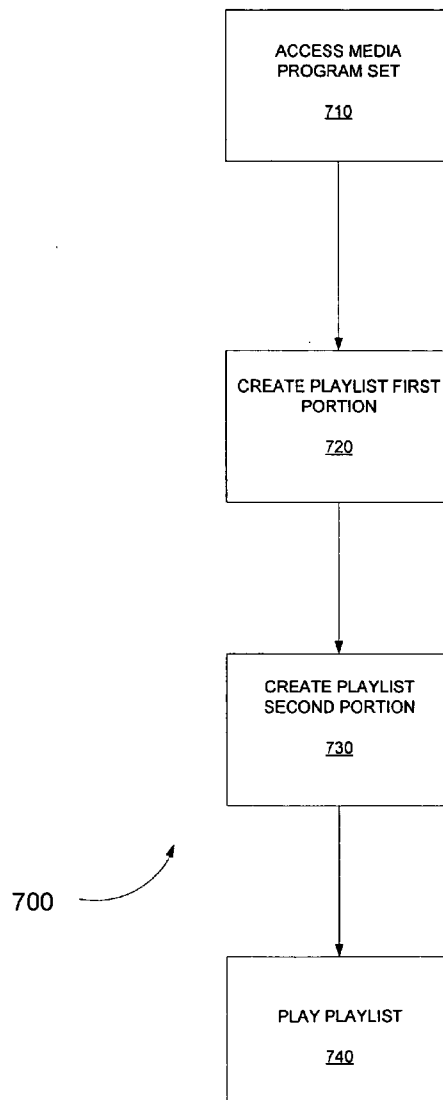 ACCESS MEDIA
PROGRAM SET
710
CREATE PLAYLIST FIRST
PORTION
720
CREATE PLAYLIST
SECOND PORTION
730
700
PLAY PLAYLIST
740